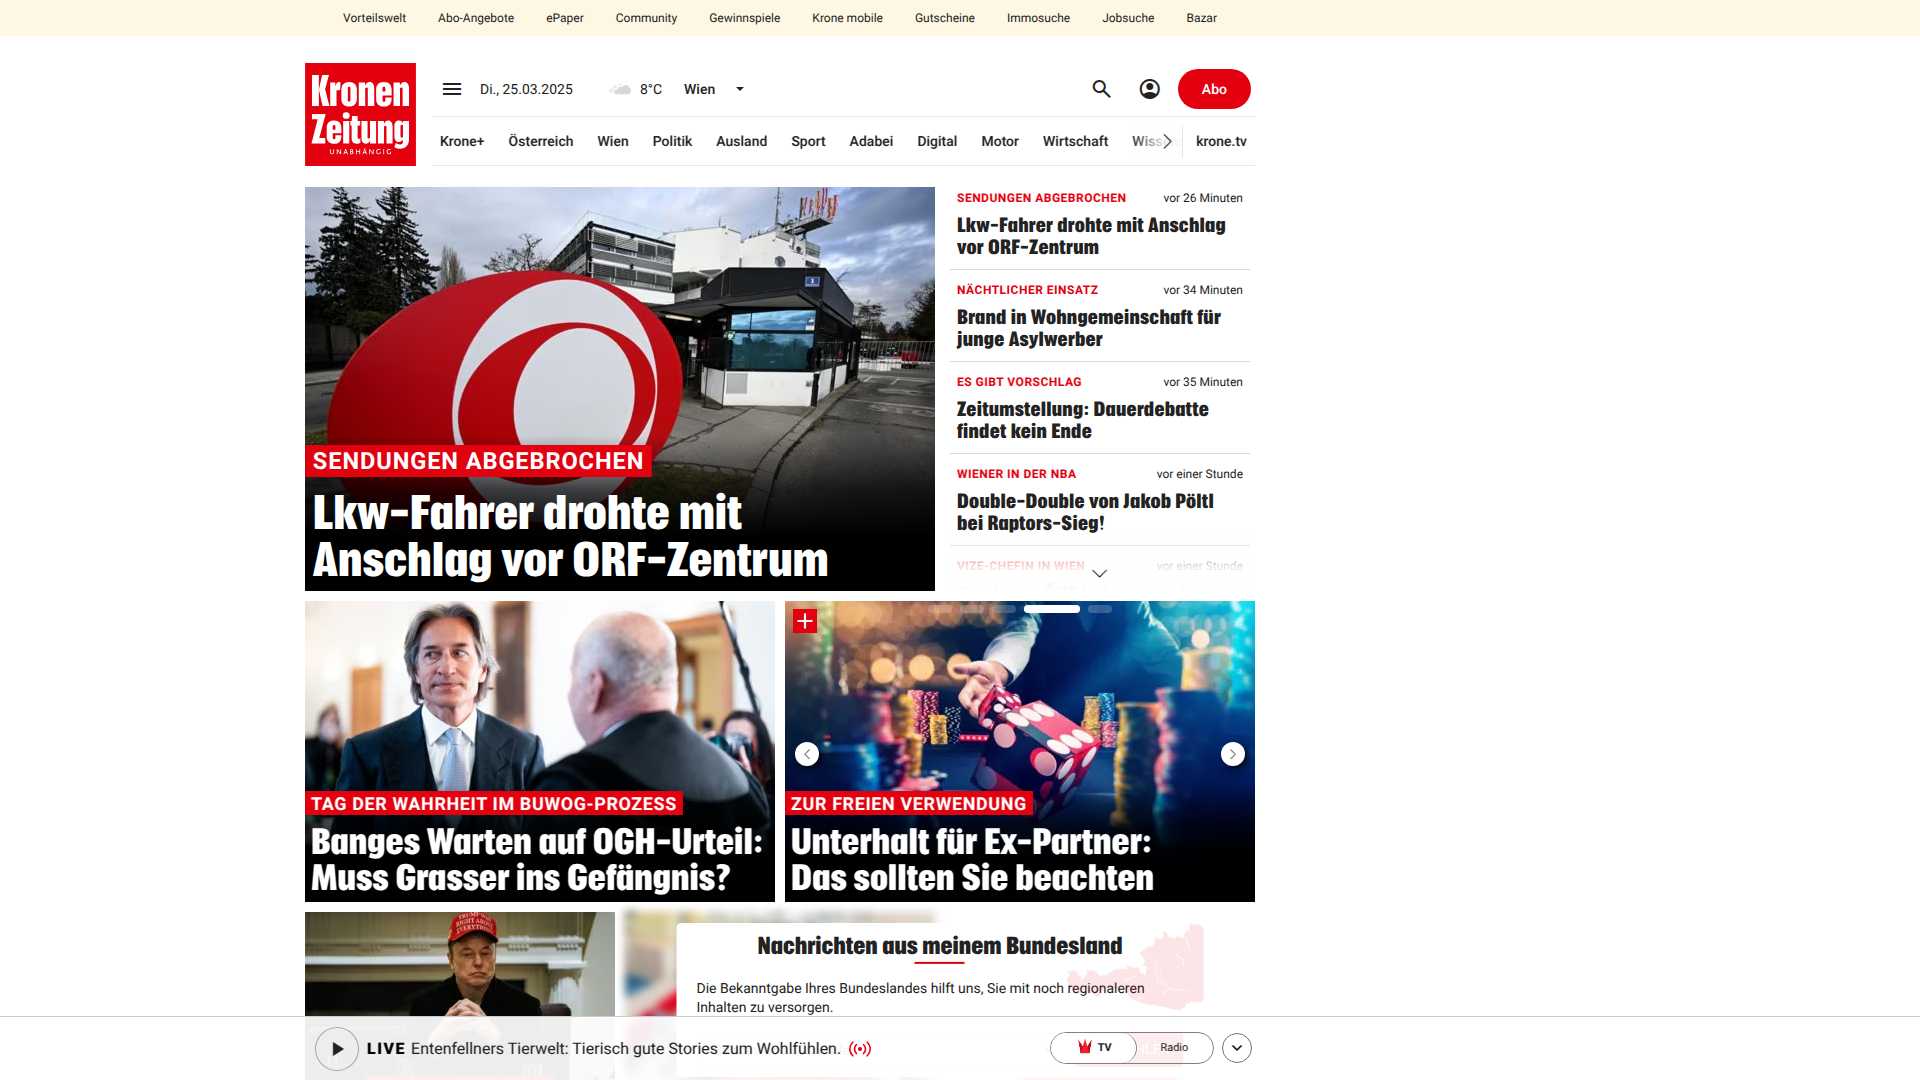 Vorteilswelt Abo-Angebote ePaper Community Gewinnspiele Krone mobile Gutscheine Immosuche Jobsuche Bazar
Kronen
Zeitung
UNABHÄNGIG
Di., 25.03.2025 8°C Wien Abo
Krone+ Österreich Wien Politik Ausland Sport Adabei Digital Motor Wirtschaft Wiss krone.tv
SENDUNGEN ABGEBROCHEN
Lkw-Fahrer drohte mit
Anschlag vor ORF-Zentrum
SENDUNGEN ABGEBROCHEN vor 26 Minuten
Lkw-Fahrer drohte mit Anschlag
vor ORF-Zentrum
NÄCHTLICHER EINSATZ vor 34 Minuten
Brand in Wohngemeinschaft für
junge Asylwerber
ES GIBT VORSCHLAG vor 35 Minuten
Zeitumstellung: Dauerdebatte
findet kein Ende
WIENER IN DER NBA vor einer Stunde
Double-Double von Jakob Pöltl
bei Raptors-Sieg!
VIZE-CHEFIN IN WIEN vor einer Stunde
TAG DER WAHRHEIT IM BUWOG-PROZESS
Banges Warten auf OGH-Urteil:
Muss Grasser ins Gefängnis?
ZUR FREIEN VERWENDUNG
Unterhalt für Ex-Partner:
Das sollten Sie beachten
TRUMP WAS
RIGHT ABOUT
EVERYTHING!
Nachrichten aus meinem Bundesland
Die Bekanntgabe Ihres Bundeslandes hilft uns, Sie mit noch regionaleren
Inhalten zu versorgen.
LIVE Entenfellners Tierwelt: Tierisch gute Stories zum Wohlfühlen. TV Radio